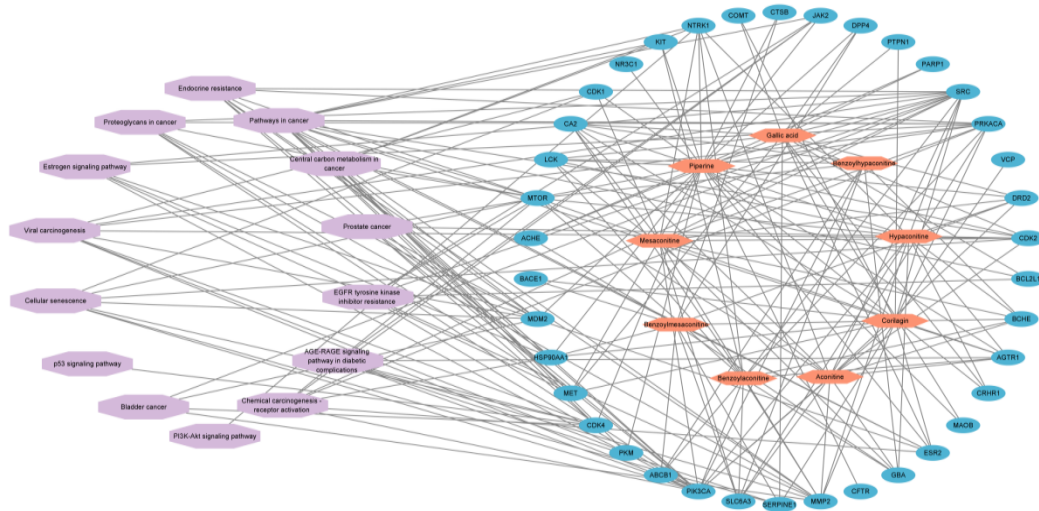 Endocrine resistance
Proteoglycans in cancer
Pathways in cancer
Estrogen signaling pathway
Central carbon metabolism in
cancer
Viral carcinogenesis
Prostate cancer
Cellular senescence
EGFR tyrosine kinase
inhibitor resistance
p53 signaling pathway
AGE-RAGE signaling
pathway in diabetic
complications
Bladder cancer
Chemical carcinogenesis -
receptor activation
PI3K-Akt signaling pathway
CTSB
COMT
JAK2
NTRK1
DPP4
KIT
PTPN1
NR3C1
PARP1
CDK1
SRC
CA2
PRKACA
LCK
VCP
MTOR
DRD2
ACHE
CDK2
BACE1
BCL2L1
MDM2
BCHE
HSP90AA1
AGTR1
MET
CRHR1
CDK4
MAOB
PKM
ESR2
ABCB1
GBA
PIK3CA
CFTR
SLC6A3
MMP2
SERPINE1
Gallic acid
Piperine
Benzoylhypaconitine
Mesaconitine
Hypaconitine
Benzoylmesaconitine
Corilagin
Benzoylaconitine
Aconitine